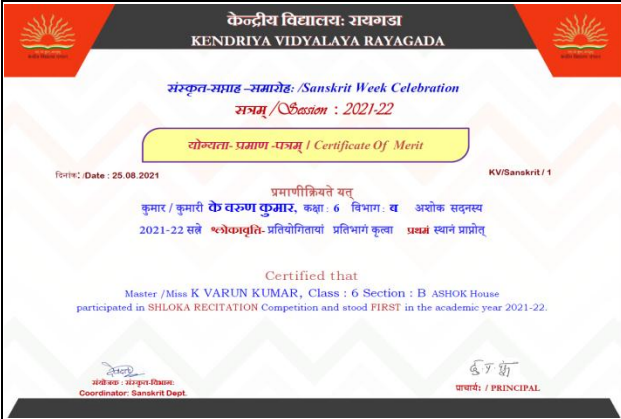 केन्द्रीय विद्यालय: रायगडा
KENDRIYA VIDYALAYA RAYAGADA
संस्कृत-सप्ताह –समारोह: /Sanskrit Week Celebration
सत्रम् / Session : 2021-22
योग्यता- प्रमाण -पत्रम् / Certificate Of Merit
दिनांक: /Date : 25.08.2021
KV/Sanskrit / 1
प्रमाणीक्रियते यत्
कुमार / कुमारी के वरुण कुमार, कक्षा: 6 विभाग: ब अशोक सदनस्य
2021-22 सत्रे श्लोकावृत्ति- प्रतियोगितायां प्रतिभागं कृत्वा प्रथमं स्थानं प्राप्नोत्
Certified that
Master /Miss K VARUN KUMAR, Class : 6 Section : B ASHOK House
participated in SHLOKA RECITATION Competition and stood FIRST in the academic year 2021-22.
संयोजक : संस्कृत-विभाग:
Coordinator: Sanskrit Dept.
प्राचार्य: / PRINCIPAL